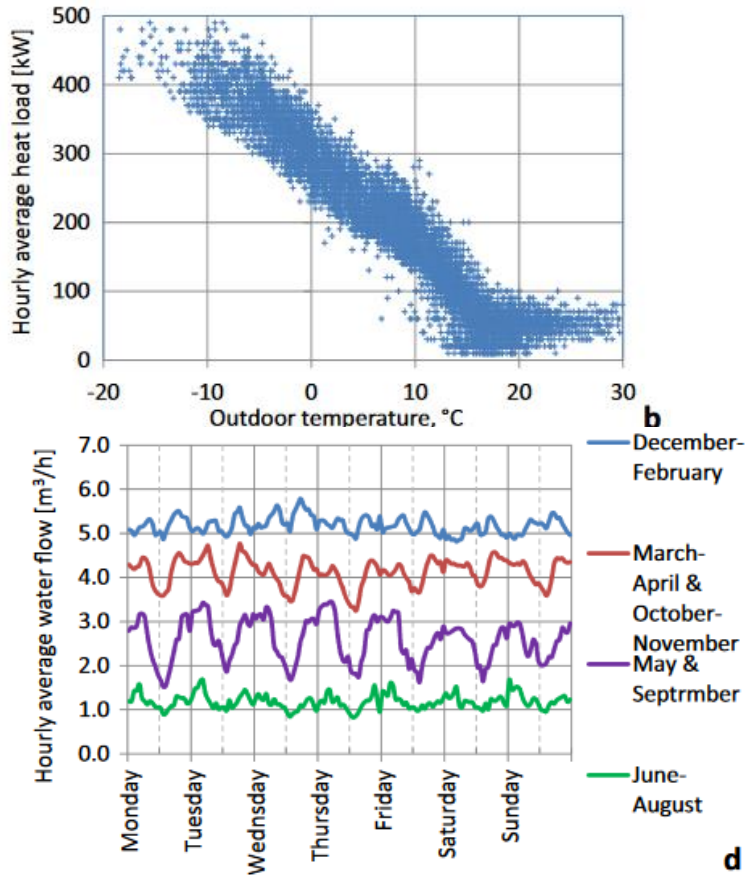 Hourly average heat load [kW]
500
400
300
200
100
0
-20
-10
0
10
20
30
Outdoor temperature, °C
b
Hourly average water flow [m³/h]
7.0
6.0
5.0
4.0
3.0
2.0
1.0
0.0
Monday
Tuesday
Wednsday
Thursday
Friday
Saturday
Sunday
December-
February
March-
April &
October-
November
May &
Septrmber
June-
August
d